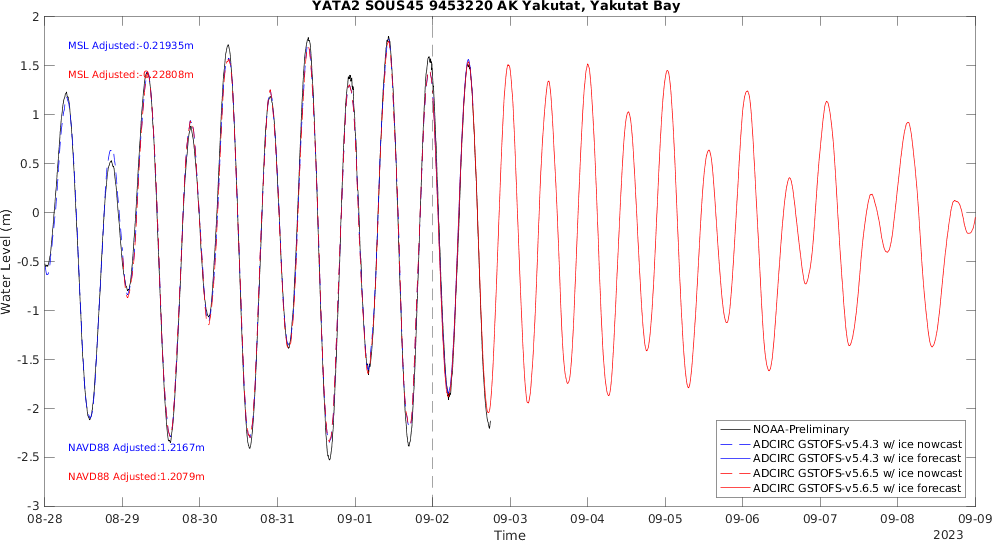 YATA2 SOUS45 9453220 AK Yakutat, Yakutat Bay
2
1.5
1
0.5
0
-0.5
-1
-1.5
-2
-2.5
-3
Water Level (m)
MSL Adjusted:-0.21935m
MSL Adjusted:-0.22808m
NAVD88 Adjusted:1.2167m
NAVD88 Adjusted:1.2079m
NOAA-Preliminary
ADCIRC GSTOFS-v5.4.3 w/ ice nowcast
ADCIRC GSTOFS-v5.4.3 w/ ice forecast
ADCIRC GSTOFS-v5.6.5 w/ ice nowcast
ADCIRC GSTOFS-v5.6.5 w/ ice forecast
08-28 08-29 08-30 08-31 09-01 09-02 09-03 09-04 09-05 09-06 09-07 09-08 09-09
Time
2023